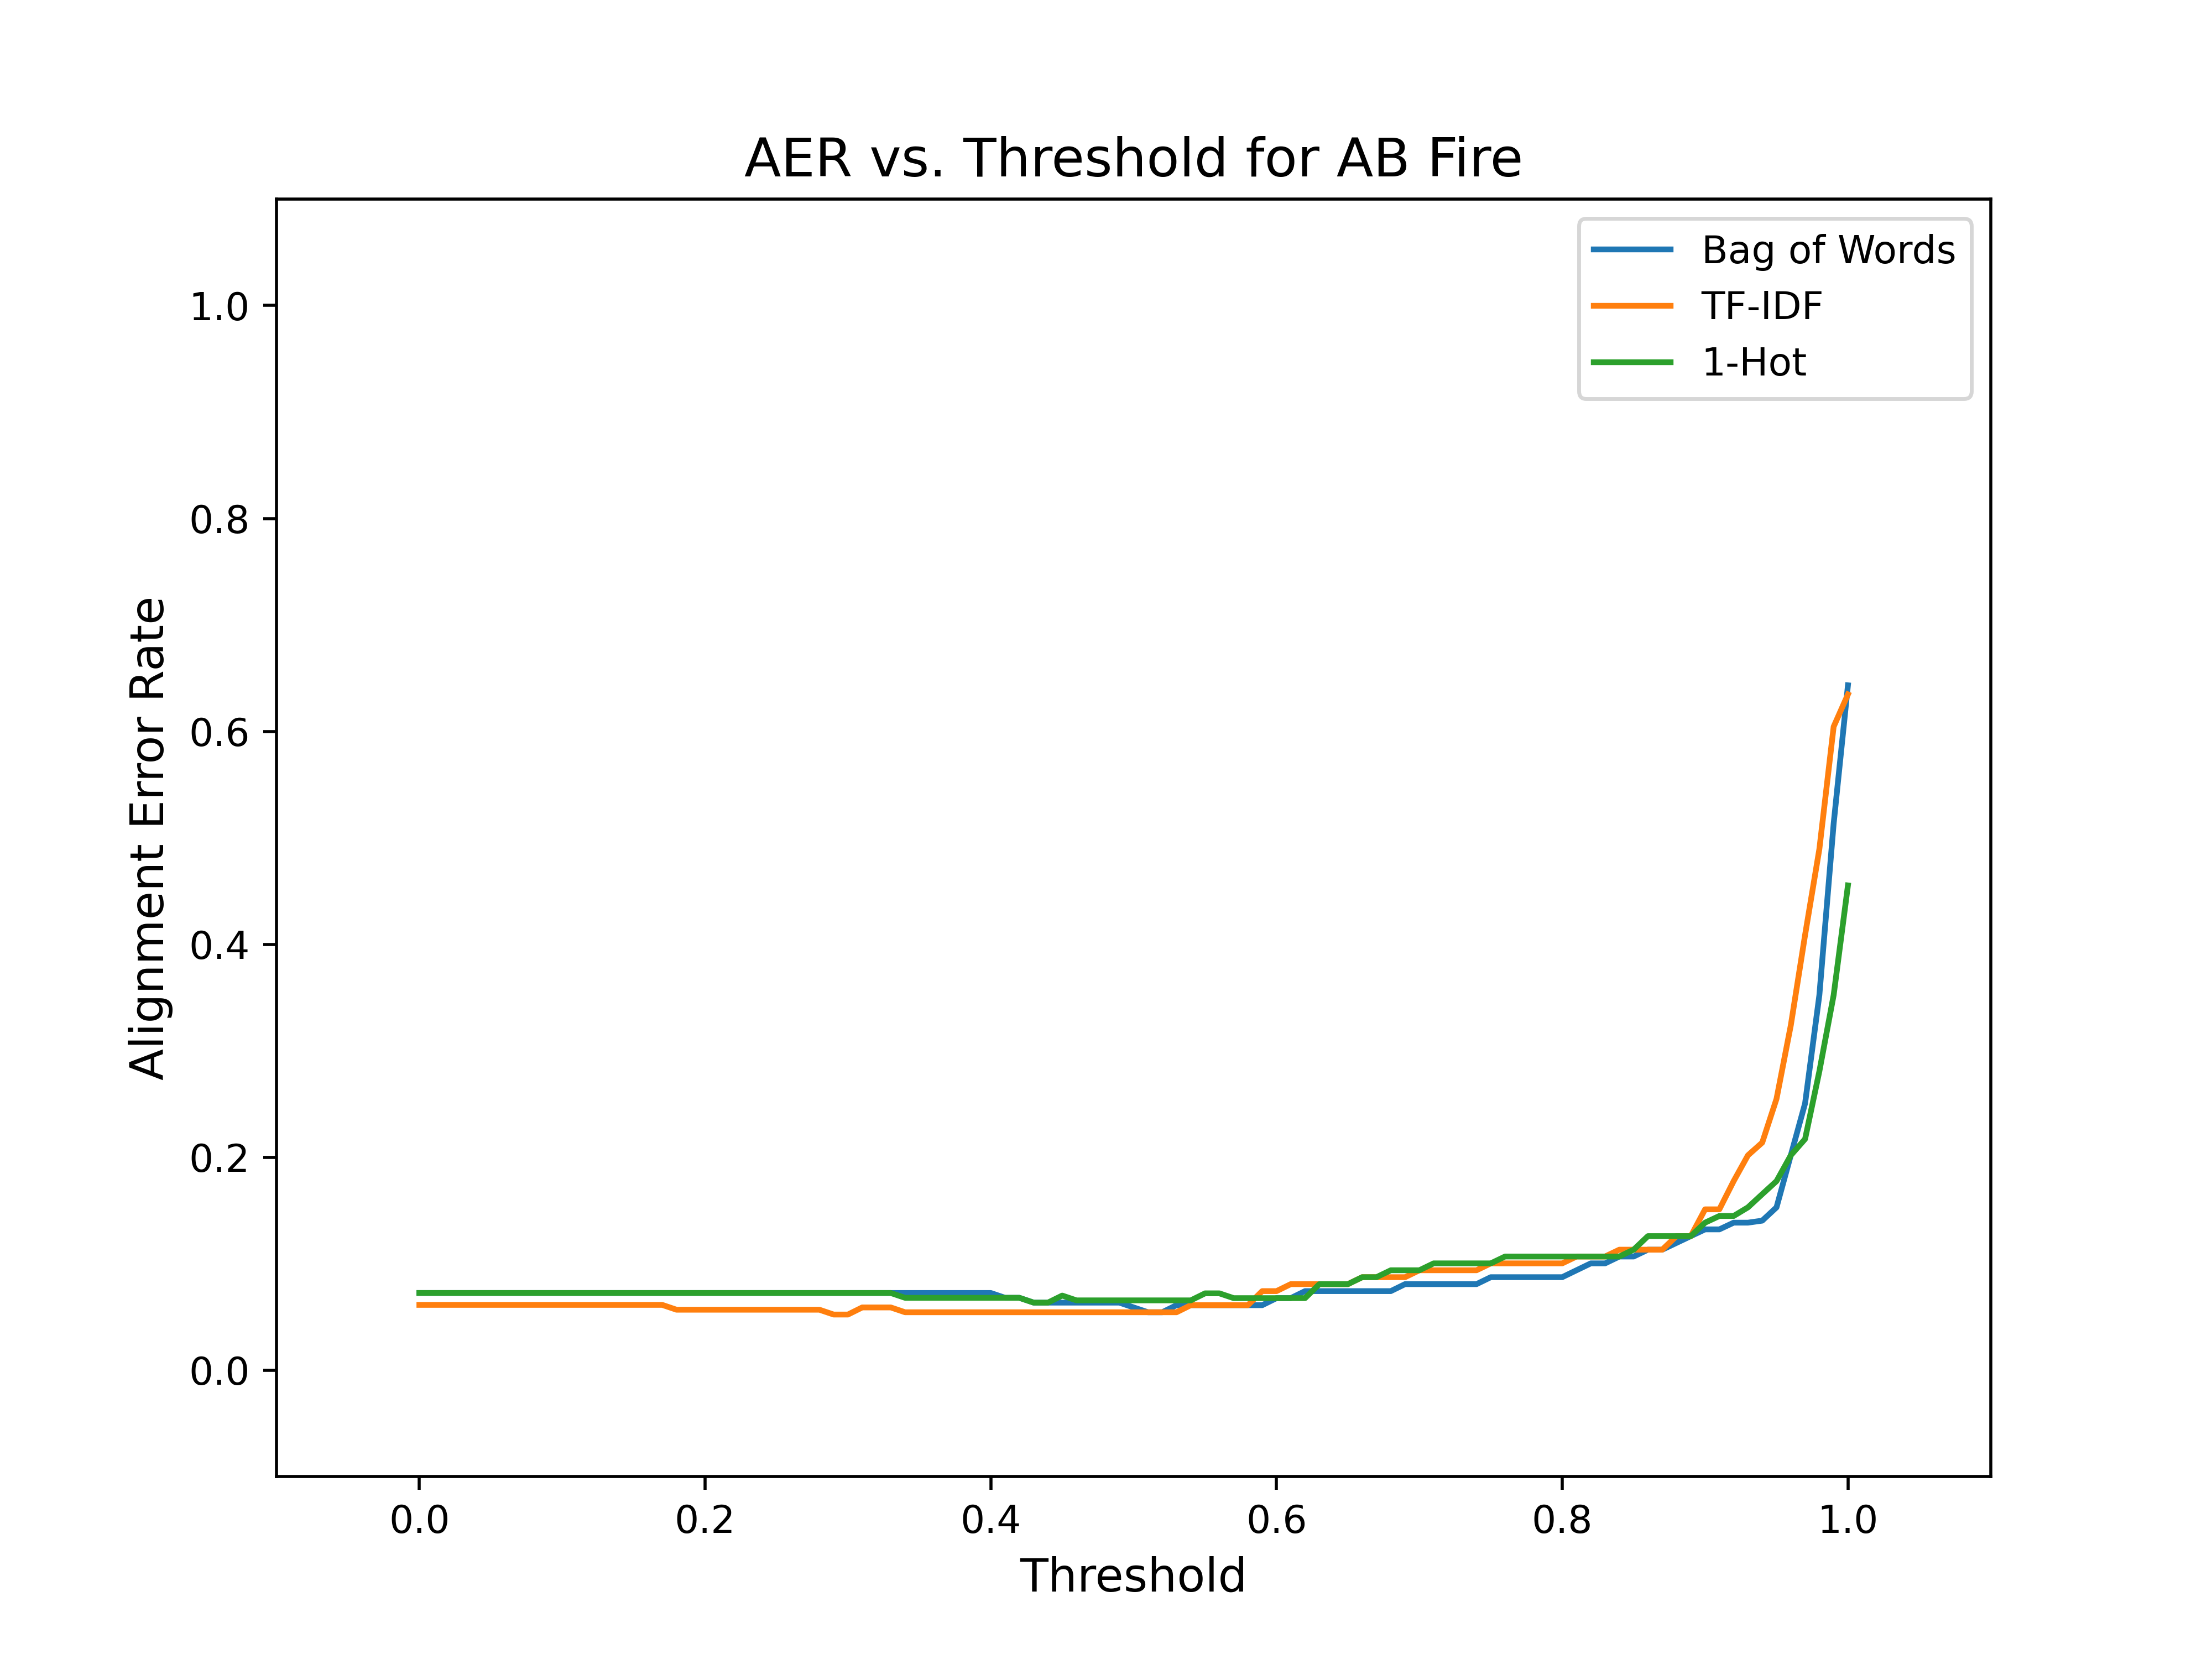 AER vs. Threshold for AB Fire
Bag of Words
TF-IDF
1-Hot
1.0
0.8
0.6
0.4
0.2
0.0
Alignment Error Rate
0.0 0.2 0.4 0.6 0.8 1.0
Threshold